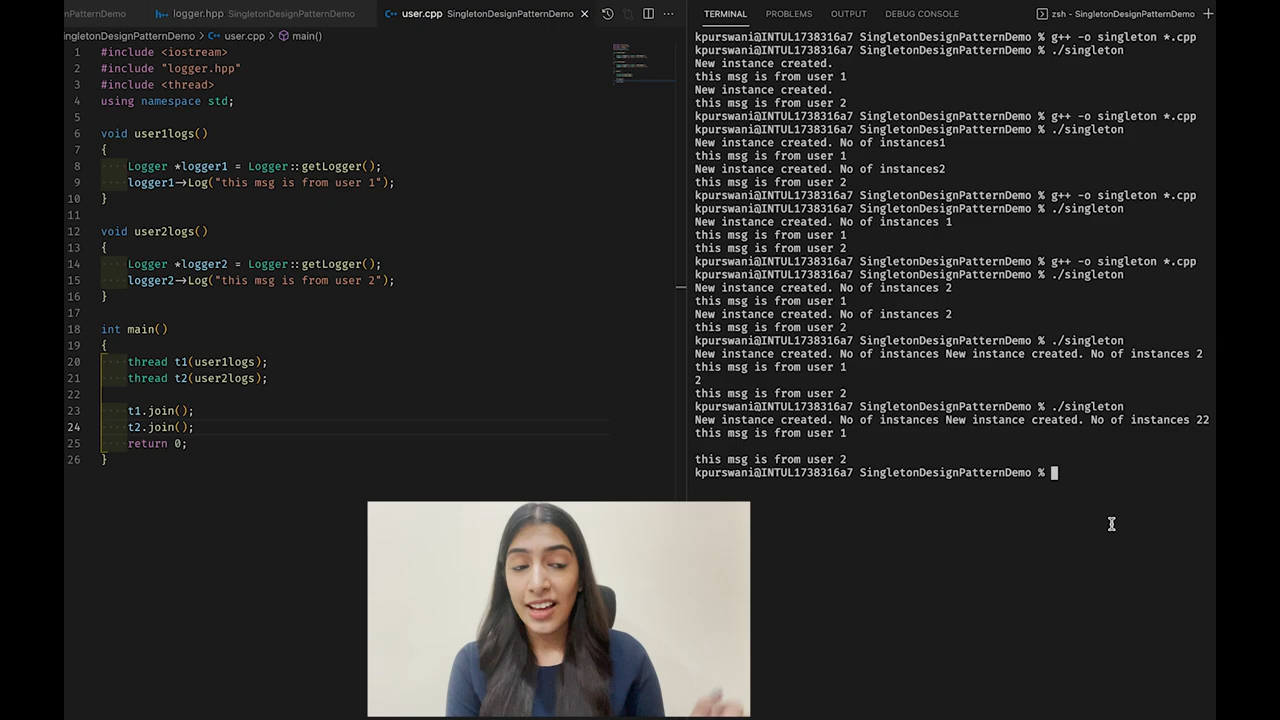 ngletonDesignPatternDemo
logger.hpp SingletonDesignPatternDemo
user.cpp SingletonDesignPatternDemo
ingletonDesignPatternDemo > user.cpp > main()
1 #include <iostream>
2 #include "logger.hpp"
3 #include <thread>
4 using namespace std;
5
6 void user1logs()
7 {
8 Logger *logger1 = Logger::getLogger();
9 logger1->Log("this msg is from user 1");
10 }
11
12 void user2logs()
13 {
14 Logger *logger2 = Logger::getLogger();
15 logger2->Log("this msg is from user 2");
16 }
17
18 int main()
19 {
20 thread t1(user1logs);
21 thread t2(user2logs);
22
23 t1.join();
24 t2.join();
25 return 0;
26 }
TERMINAL PROBLEMS OUTPUT DEBUG CONSOLE
zsh - SingletonDesignPatternDemo
kpurswani@INTUL1738316a7 SingletonDesignPatternDemo % g++ -o singleton *.cpp
kpurswani@INTUL1738316a7 SingletonDesignPatternDemo % ./singleton
New instance created.
this msg is from user 1
New instance created.
this msg is from user 2
kpurswani@INTUL1738316a7 SingletonDesignPatternDemo % g++ -o singleton *.cpp
kpurswani@INTUL1738316a7 SingletonDesignPatternDemo % ./singleton
New instance created. No of instances1
this msg is from user 1
New instance created. No of instances2
this msg is from user 2
kpurswani@INTUL1738316a7 SingletonDesignPatternDemo % g++ -o singleton *.cpp
kpurswani@INTUL1738316a7 SingletonDesignPatternDemo % ./singleton
New instance created. No of instances 1
this msg is from user 1
this msg is from user 2
kpurswani@INTUL1738316a7 SingletonDesignPatternDemo % g++ -o singleton *.cpp
kpurswani@INTUL1738316a7 SingletonDesignPatternDemo % ./singleton
New instance created. No of instances 2
this msg is from user 1
New instance created. No of instances 2
this msg is from user 2
kpurswani@INTUL1738316a7 SingletonDesignPatternDemo % ./singleton
New instance created. No of instances New instance created. No of instances 2
this msg is from user 1
2
this msg is from user 2
kpurswani@INTUL1738316a7 SingletonDesignPatternDemo % ./singleton
New instance created. No of instances New instance created. No of instances 22
this msg is from user 1
this msg is from user 2
kpurswani@INTUL1738316a7 SingletonDesignPatternDemo %